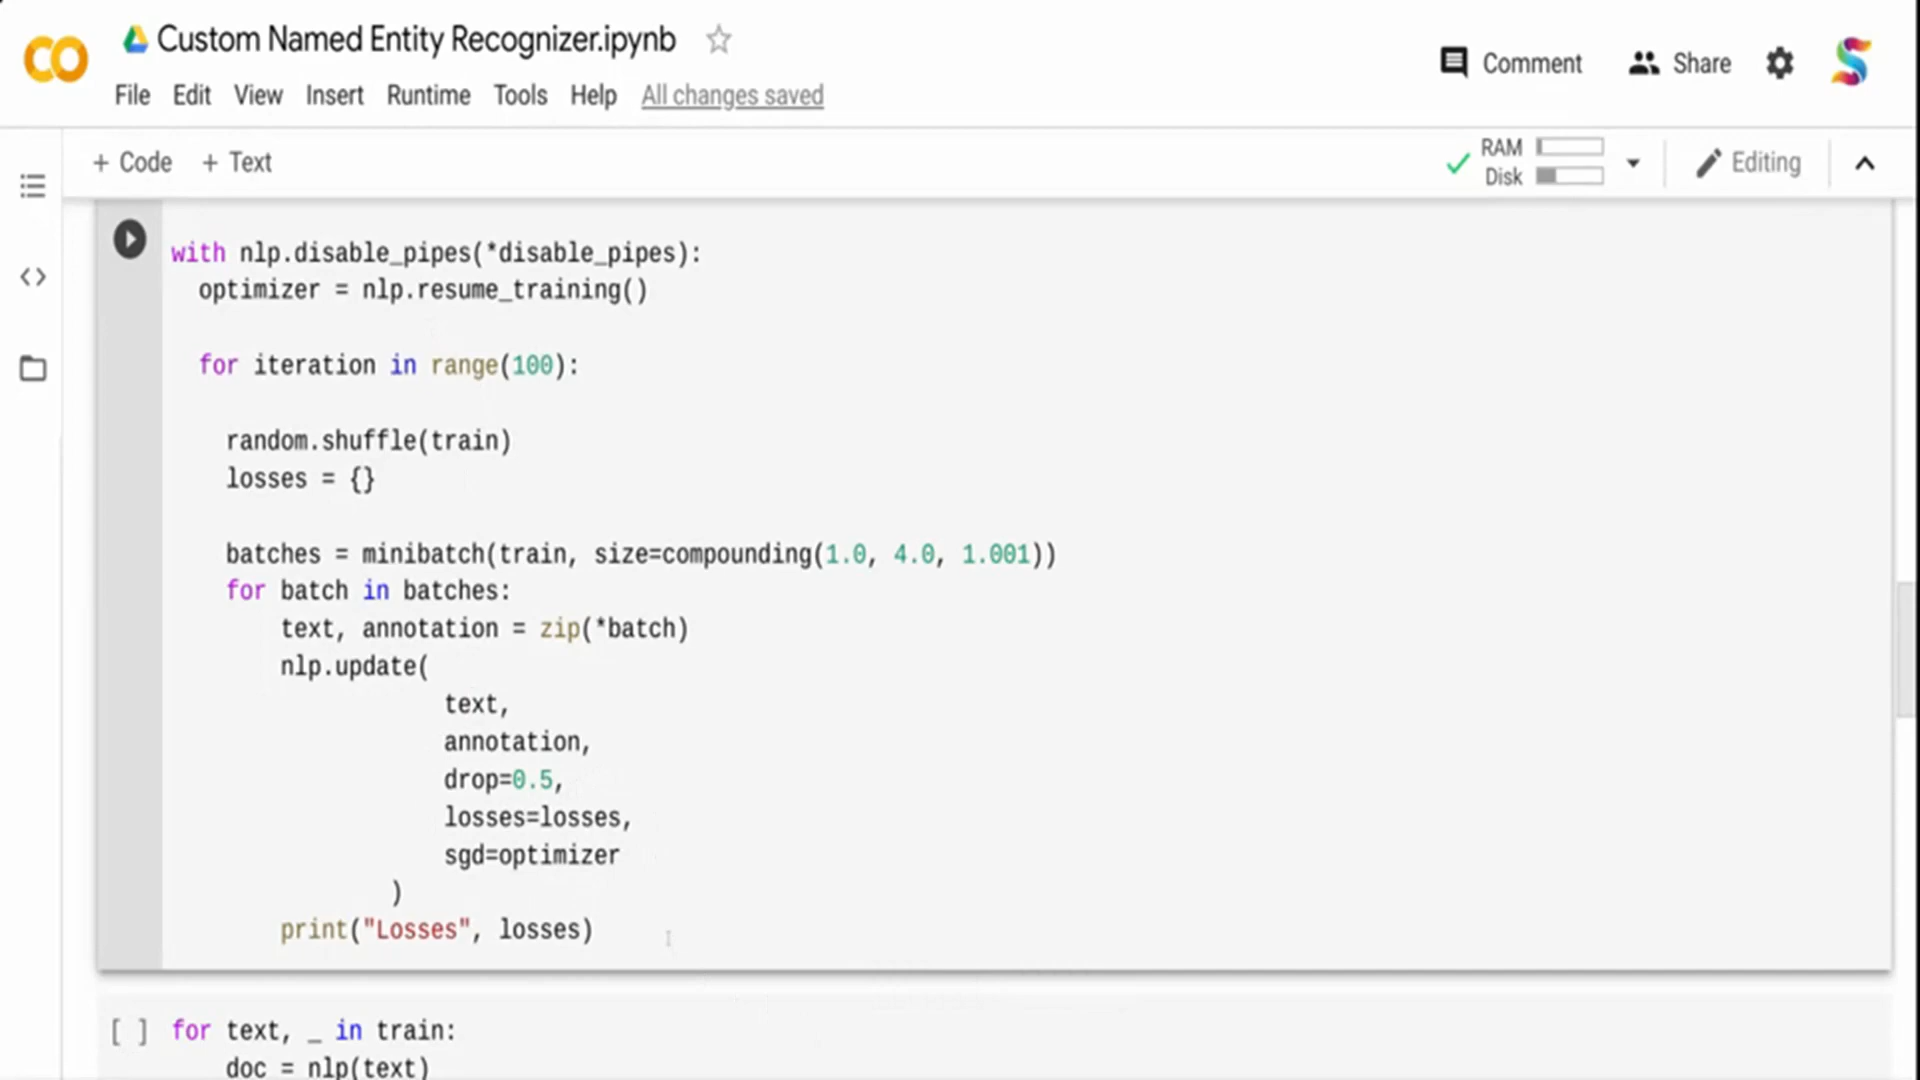 Custom Named Entity Recognizer.ipynb
File Edit View Insert Runtime Tools Help All changes saved
Comment Share
+ Code + Text
RAM
Disk
Editing
with nlp.disable_pipes(*disable_pipes):
optimizer = nlp.resume_training()
for iteration in range(100):
random.shuffle(train)
losses = {}
batches = minibatch(train, size=compounding(1.0, 4.0, 1.001))
for batch in batches:
text, annotation = zip(*batch)
nlp.update(
text,
annotation,
drop=0.5,
losses=losses,
sgd=optimizer
)
print("Losses", losses)
[ ] for text, _ in train:
doc = nlp(text)